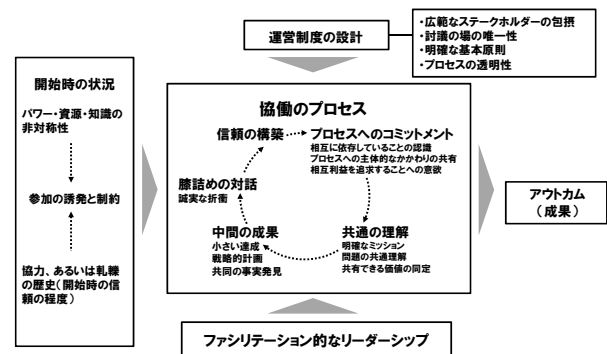 運営制度の設計
・広範なステークホルダーの包摂
・討議の場の唯一性
・明確な基本原則
・プロセスの透明性
開始時の状況
パワー・資源・知識の
非対称性
参加の誘発と制約
協力、あるいは軋轢
の歴史(開始時の信
頼の程度)
協働のプロセス
信頼の構築
プロセスへのコミットメント
相互に依存していることの認識
プロセスへの主体的なかかわりの共有
相互利益を追求することへの意欲
膝詰めの対話
誠実な折衝
中間の成果
小さい達成
戦略的計画
共同の事実発見
共通の理解
明確なミッション
問題の共通理解
共有できる価値の同定
アウトカム
(成果)
ファシリテーション的なリーダーシップ